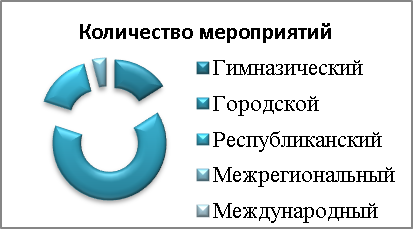 Количество мероприятий
Гимназический
Городской
Республиканский
Межрегиональный
Международный